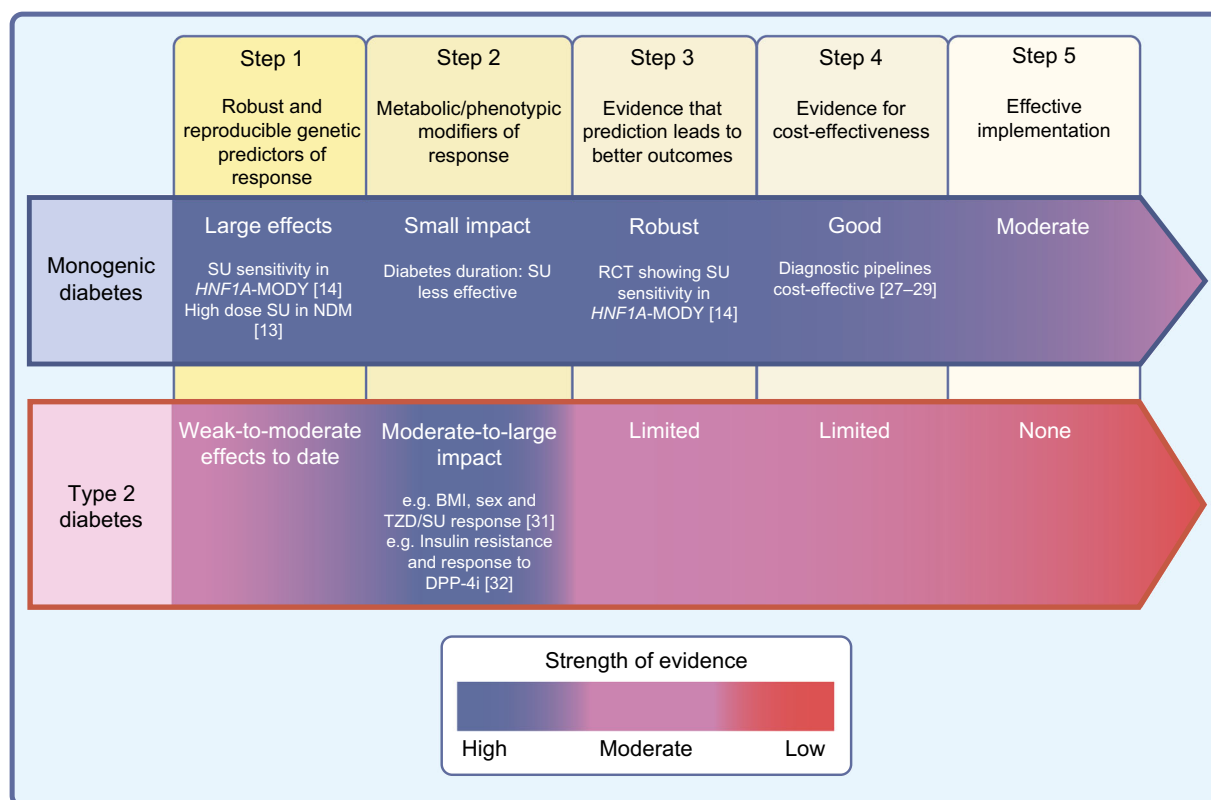 Step 1
Robust and
reproducible genetic
predictors of
response
Step 2
Metabolic/phenotypic
modifiers of
response
Step 3
Evidence that
prediction leads to
better outcomes
Step 4
Evidence for
cost-effectiveness
Step 5
Effective
implementation
Monogenic
diabetes
Large effects
SU sensitivity in
HNF1A-MODY [14]
High dose SU in NDM
[13]
Small impact
Diabetes duration: SU
less effective
Robust
RCT showing SU
sensitivity in
HNF1A-MODY [14]
Good
Diagnostic pipelines
cost-effective [27–29]
Moderate
Type 2
diabetes
Weak-to-moderate
effects to date
Moderate-to-large
impact
e.g. BMI, sex and
TZD/SU response [31]
e.g. Insulin resistance
and response to
DPP-4i [32]
Limited
Limited
None
Strength of evidence
High
Moderate
Low